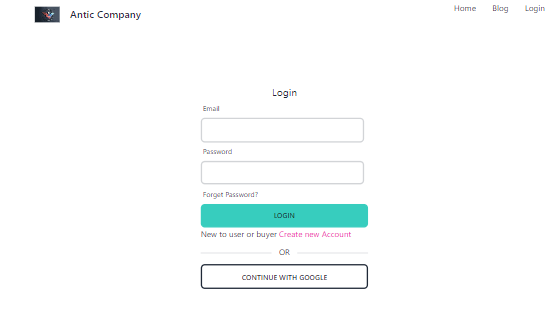 Antic Company
Home Blog Login
Login
Email
Password
Forget Password?
LOGIN
New to user or buyer Create new Account
OR
CONTINUE WITH GOOGLE